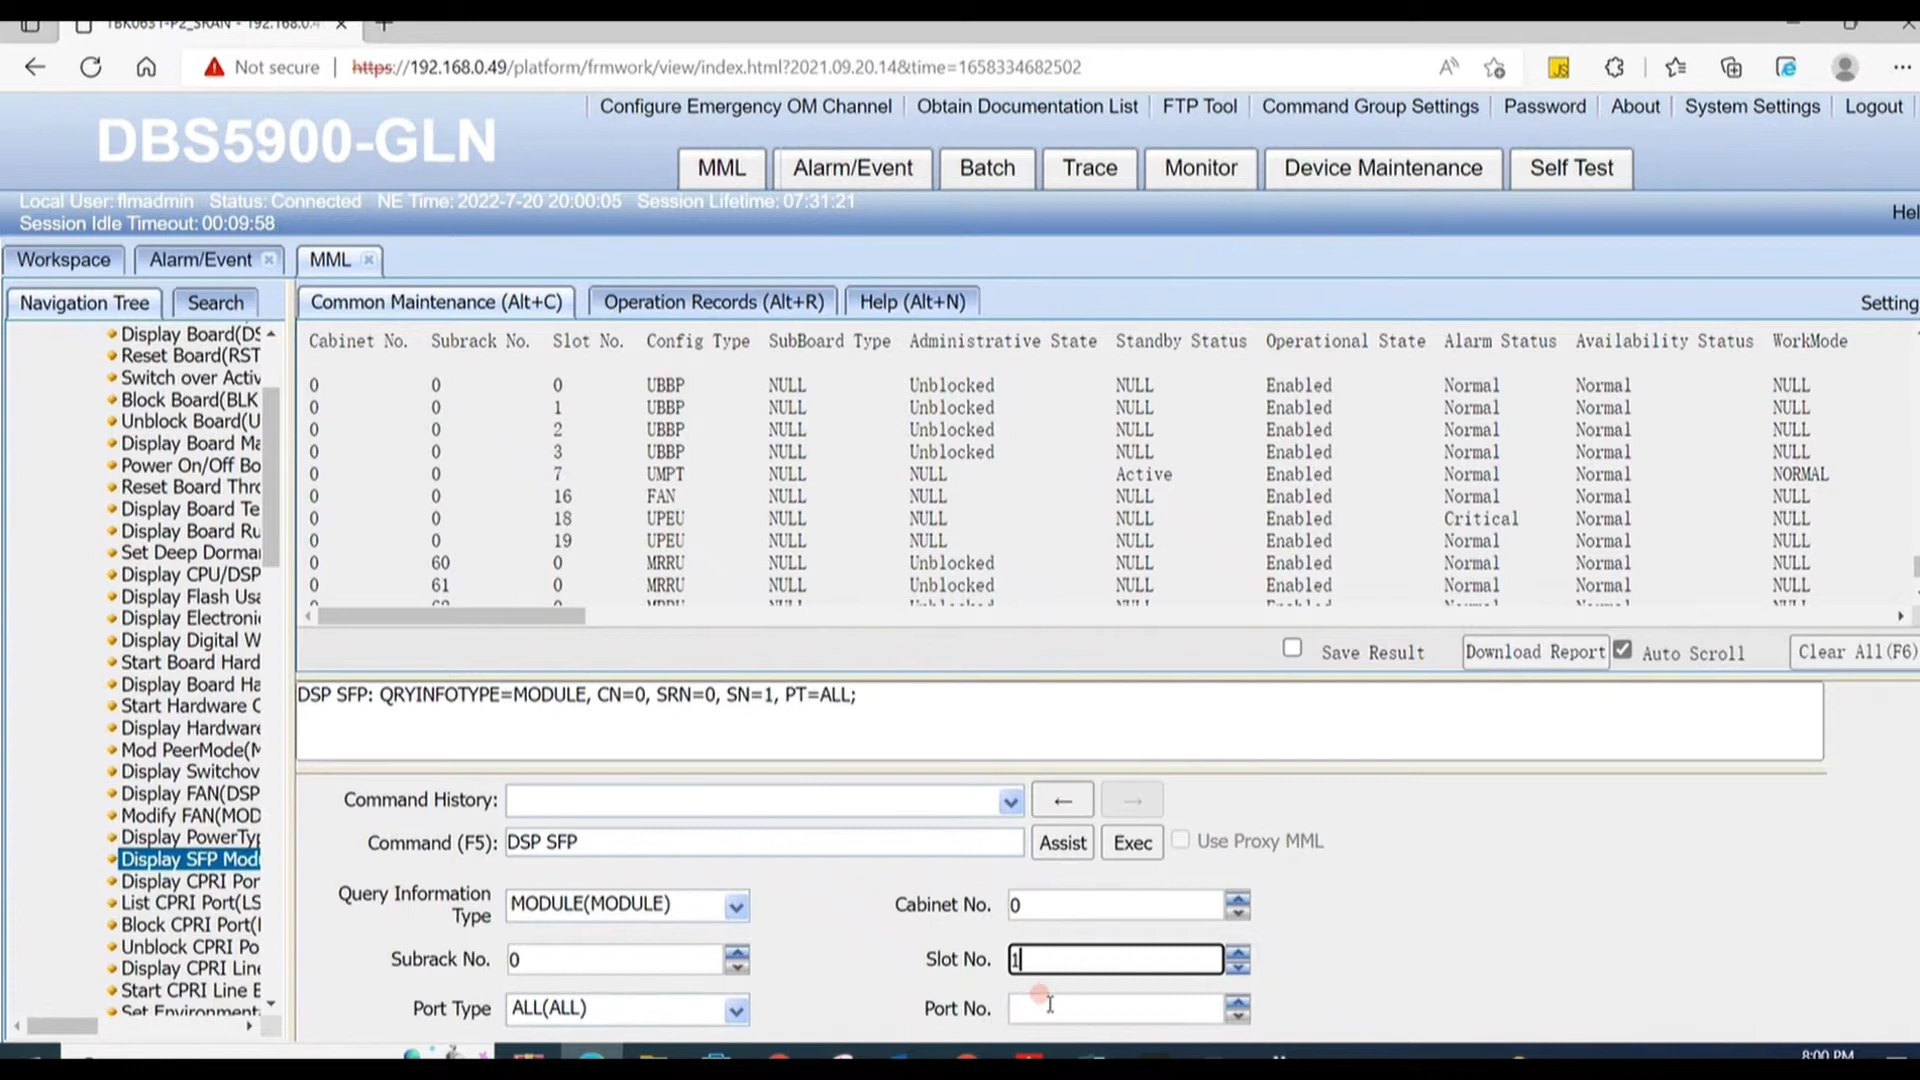 TBK0631-P2_SRAN - 192.168.0.4
Not secure https://192.168.0.49/platform/frmwork/view/index.html?2021.09.20.14&time=1658334682502
Configure Emergency OM Channel Obtain Documentation List FTP Tool Command Group Settings Password About System Settings Logout
DBS5900-GLN
MML Alarm/Event Batch Trace Monitor Device Maintenance Self Test
Local User: flmadmin Status: Connected NE Time: 2022-7-20 20:00:05 Session Lifetime: 07:31:21
Session Idle Timeout: 00:09:58
Hel
Workspace Alarm/Event MML
Navigation Tree Search
Common Maintenance (Alt+C) Operation Records (Alt+R) Help (Alt+N) Setting
Display Board(DS
Reset Board(RST
Switch over Activ
Block Board(BLK
Unblock Board(U
Display Board Ma
Power On/Off Bo
Reset Board Thro
Display Board Te
Display Board Ru
Set Deep Dorma
Display CPU/DSP
Display Flash Usa
Display Electroni
Display Digital W
Start Board Hard
Display Board Ha
Start Hardware C
Display Hardware
Mod PeerMode(M
Display Switchov
Display FAN(DSP
Modify FAN(MOD
Display PowerTyp
Display SFP Modu
Display CPRI Por
List CPRI Port(LS
Block CPRI Port(
Unblock CPRI Po
Display CPRI Line
Start CPRI Line E
Set Environment
Cabinet No. Subrack No. Slot No. Config Type SubBoard Type Administrative State Standby Status Operational State Alarm Status Availability Status WorkMode
0 0 0 UBBP NULL Unblocked NULL Enabled Normal Normal NULL
0 0 1 UBBP NULL Unblocked NULL Enabled Normal Normal NULL
0 0 2 UBBP NULL Unblocked NULL Enabled Normal Normal NULL
0 0 3 UBBP NULL Unblocked NULL Enabled Normal Normal NULL
0 0 7 UMPT NULL NULL Active Enabled Normal Normal NORMAL
0 0 16 FAN NULL NULL NULL Enabled Normal Normal NULL
0 0 18 UPEU NULL NULL NULL Enabled Critical Normal NULL
0 0 19 UPEU NULL NULL NULL Enabled Normal Normal NULL
0 60 0 MRRU NULL Unblocked NULL Enabled Normal Normal NULL
0 61 0 MRRU NULL Unblocked NULL Enabled Normal Normal NULL
Save Result Download Report Auto Scroll Clear All(F6)
DSP SFP: QRYINFOTYPE=MODULE, CN=0, SRN=0, SN=1, PT=ALL;
Command History: ← →
Command (F5): DSP SFP Assist Exec Use Proxy MML
Query Information Type MODULE(MODULE) Cabinet No. 0
Subrack No. 0 Slot No. 1
Port Type ALL(ALL) Port No.
8:00 PM